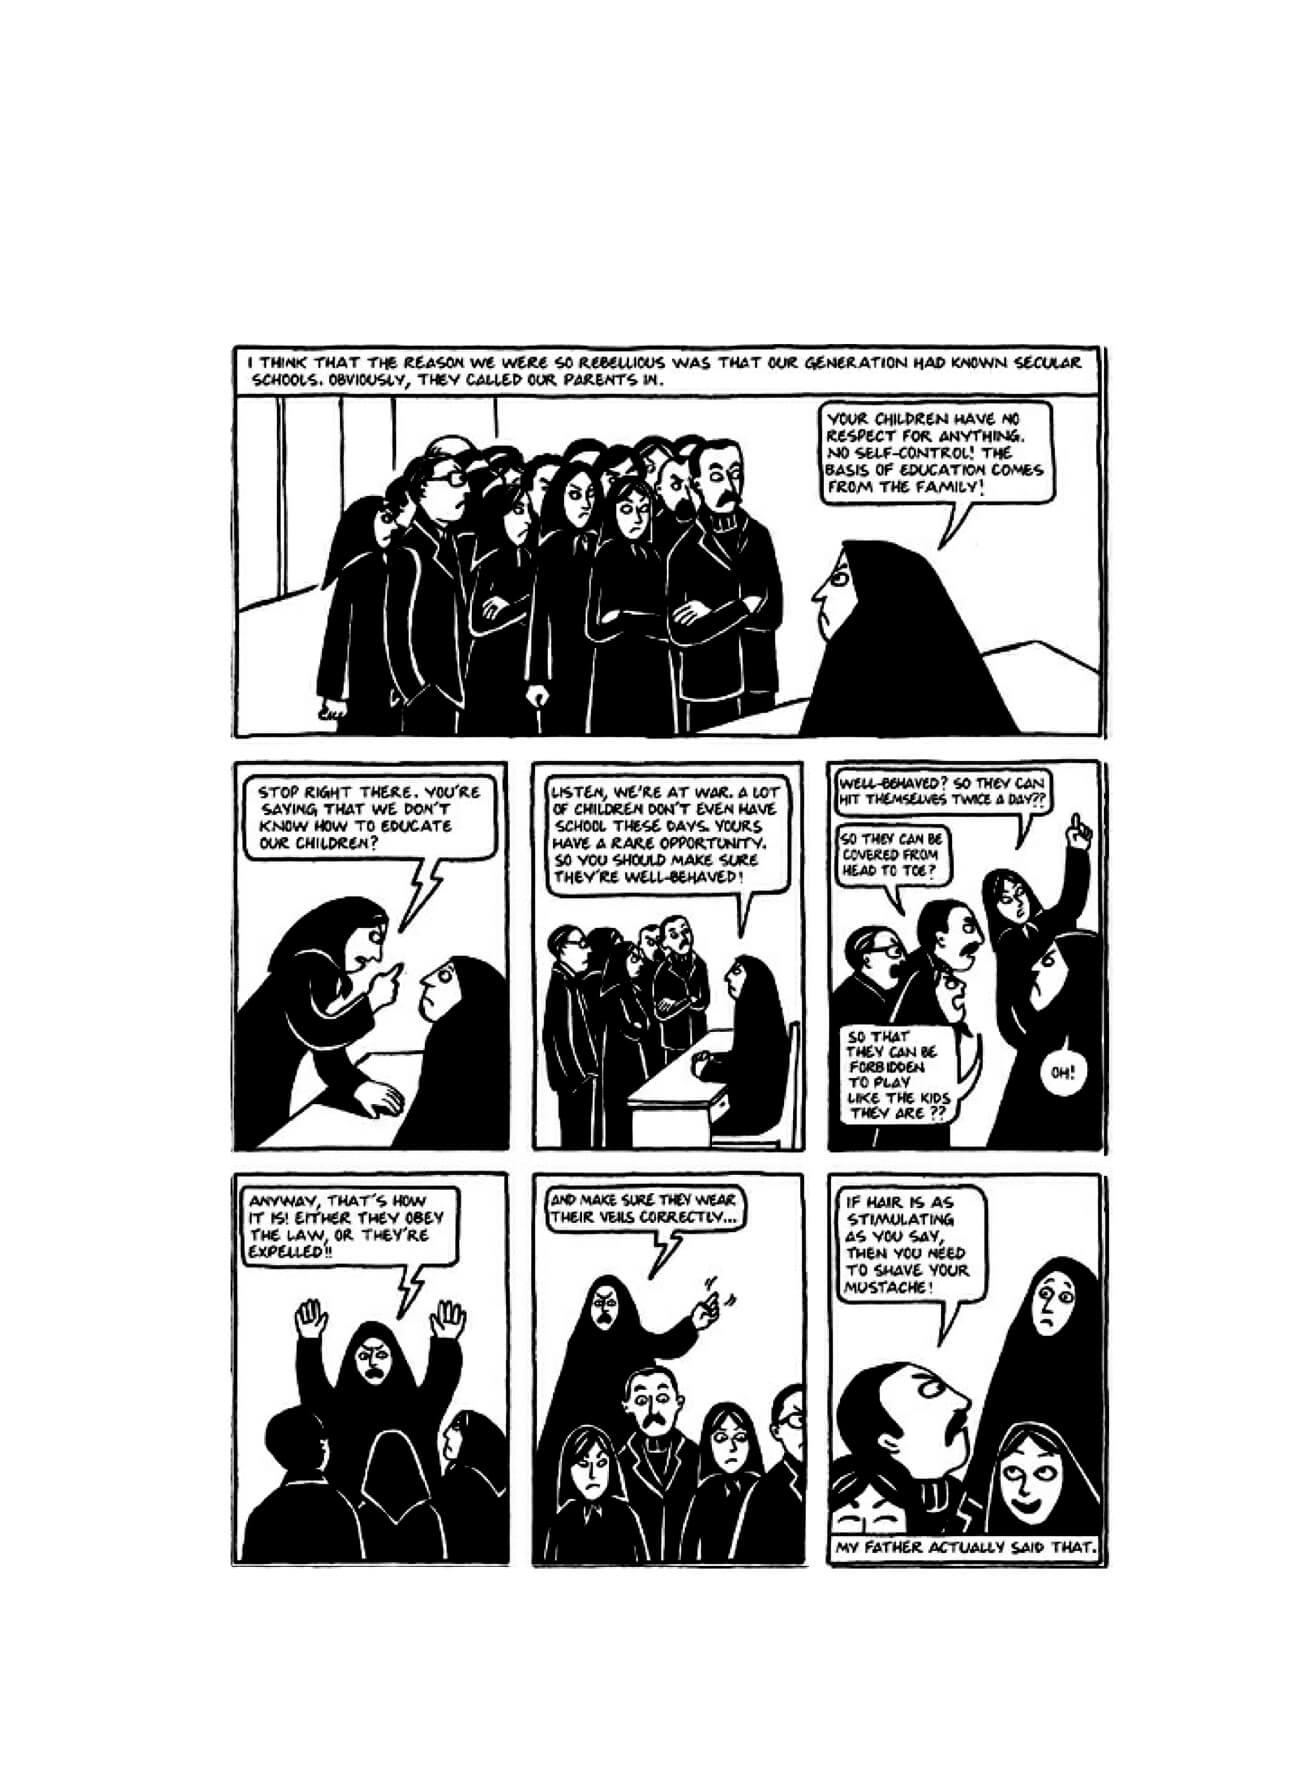 I THINK THAT THE REASON WE WERE SO REBELLIOUS WAS THAT OUR GENERATION HAD KNOWN SECULAR
SCHOOLS. OBVIOUSLY, THEY CALLED OUR PARENTS IN.
YOUR CHILDREN HAVE NO
RESPECT FOR ANYTHING.
NO SELF-CONTROL! THE
BASIS OF EDUCATION COMES
FROM THE FAMILY!
STOP RIGHT THERE. YOU'RE
SAYING THAT WE DON'T
KNOW HOW TO EDUCATE
OUR CHILDREN?
LISTEN, WE'RE AT WAR. A LOT
OF CHILDREN DON'T EVEN HAVE
SCHOOL THESE DAYS. YOURS
HAVE A RARE OPPORTUNITY.
SO YOU SHOULD MAKE SURE
THEY'RE WELL-BEHAVED!
WELL-BEHAVED? SO THEY CAN
HIT THEMSELVES TWICE A DAY??
SO THEY CAN BE
COVERED FROM
HEAD TO TOE?
SO THAT
THEY CAN BE
FORBIDDEN
TO PLAY
LIKE THE KIDS
THEY ARE??
OH!
ANYWAY, THAT'S HOW
IT IS! EITHER THEY OBEY
THE LAW, OR THEY'RE
EXPELLED!!
AND MAKE SURE THEY WEAR
THEIR VEILS CORRECTLY...
IF HAIR IS AS
STIMULATING
AS YOU SAY,
THEN YOU NEED
TO SHAVE YOUR
MUSTACHE!
MY FATHER ACTUALLY SAID THAT.